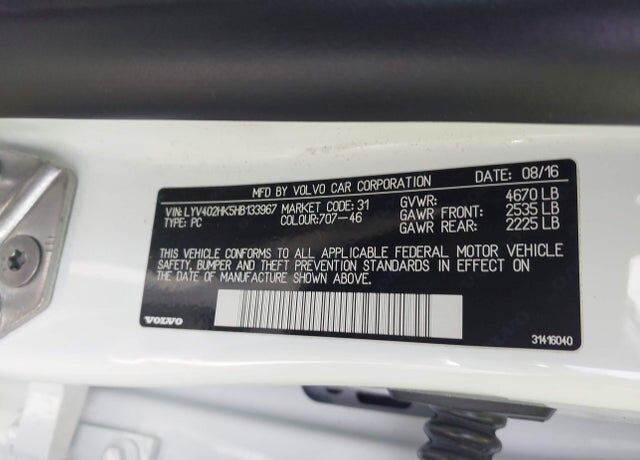 MFD BY VOLVO CAR CORPORATION DATE: 08/16
VIN: LYV402HK5HB133967 MARKET CODE: 31 GVWR: 4670 LB
TYPE: PC COLOUR: 707-46 GAWR FRONT: 2535 LB
GAWR REAR: 2225 LB
THIS VEHICLE CONFORMS TO ALL APPLICABLE FEDERAL MOTOR VEHICLE
SAFETY, BUMPER AND THEFT PREVENTION STANDARDS IN EFFECT ON
THE DATE OF MANUFACTURE SHOWN ABOVE.
VOLVO
31416040